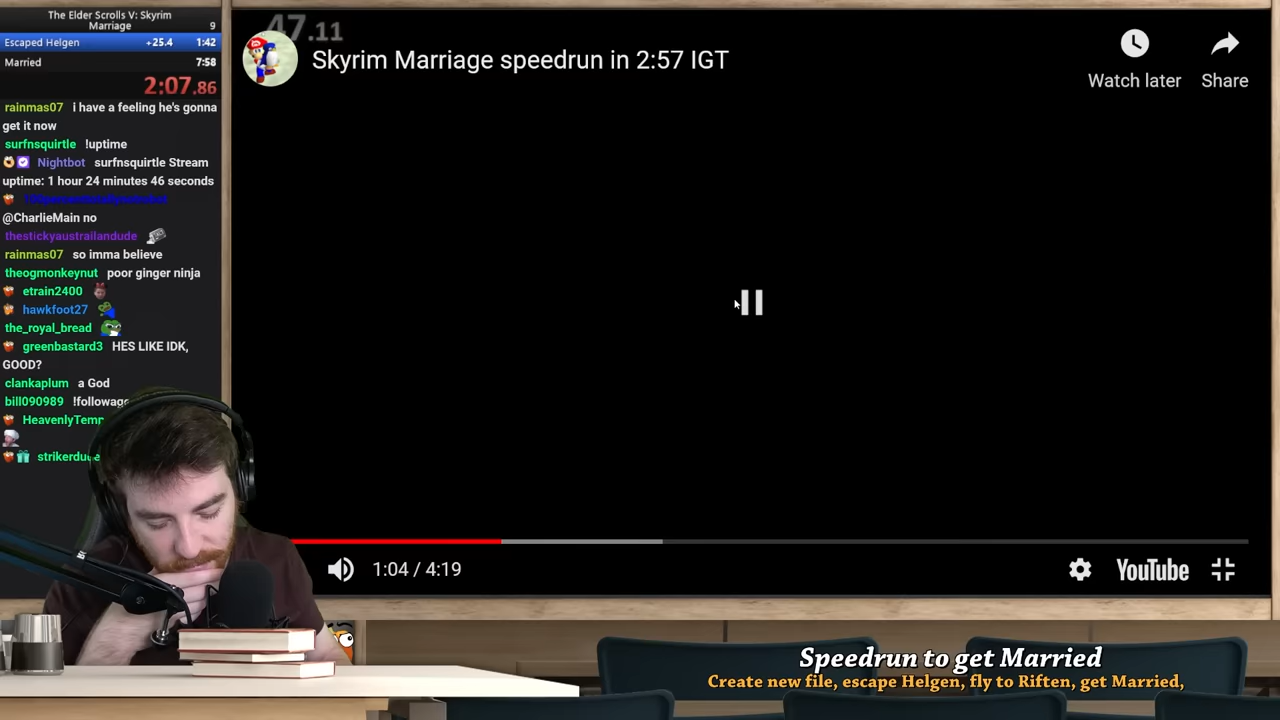 The Elder Scrolls V: Skyrim
Marriage
9
Escaped Helgen +25.4 1:42
Married 7:58
2:07.86
rainmas07 i have a feeling he's gonna
get it now
surfnsquirtle !uptime
Nightbot surfnsquirtle Stream
uptime: 1 hour 24 minutes 46 seconds
@CharlieMain no
thestickyaustrailandude
rainmas07 so imma believe
theogmonkeynut poor ginger ninja
etrain2400
hawkfoot27
the_royal_bread
greenbastard3 HES LIKE IDK,
GOOD?
clankaplum a God
bill090989 !followage
HeavenlyTemp
strikerdude
47.11
Skyrim Marriage speedrun in 2:57 IGT
Watch later
Share
1:04 / 4:19
YouTube
Speedrun to get Married
Create new file, escape Helgen, fly to Riften, get Married,